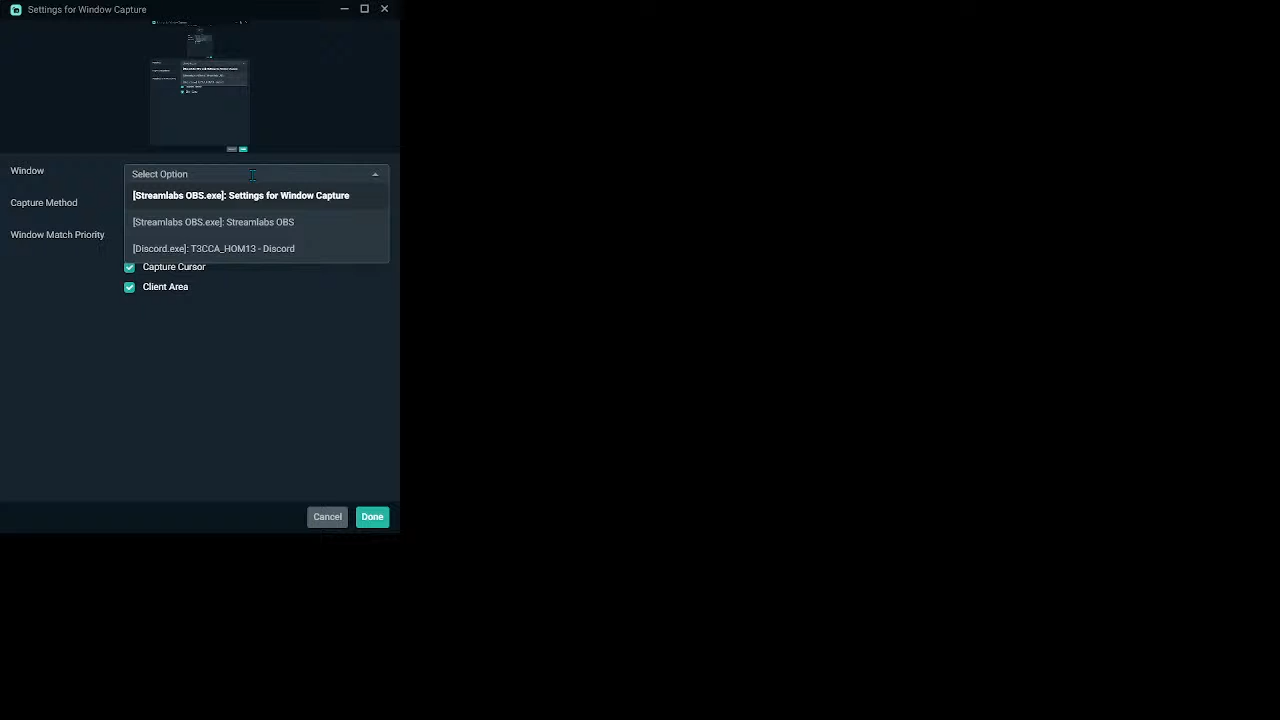 Settings for Window Capture
Window
Select Option
[Streamlabs OBS.exe]: Settings for Window Capture
Capture Method
[Streamlabs OBS.exe]: Streamlabs OBS
Window Match Priority
[Discord.exe]: T3CCA_HOM13 - Discord
Capture Cursor
Client Area
Cancel
Done